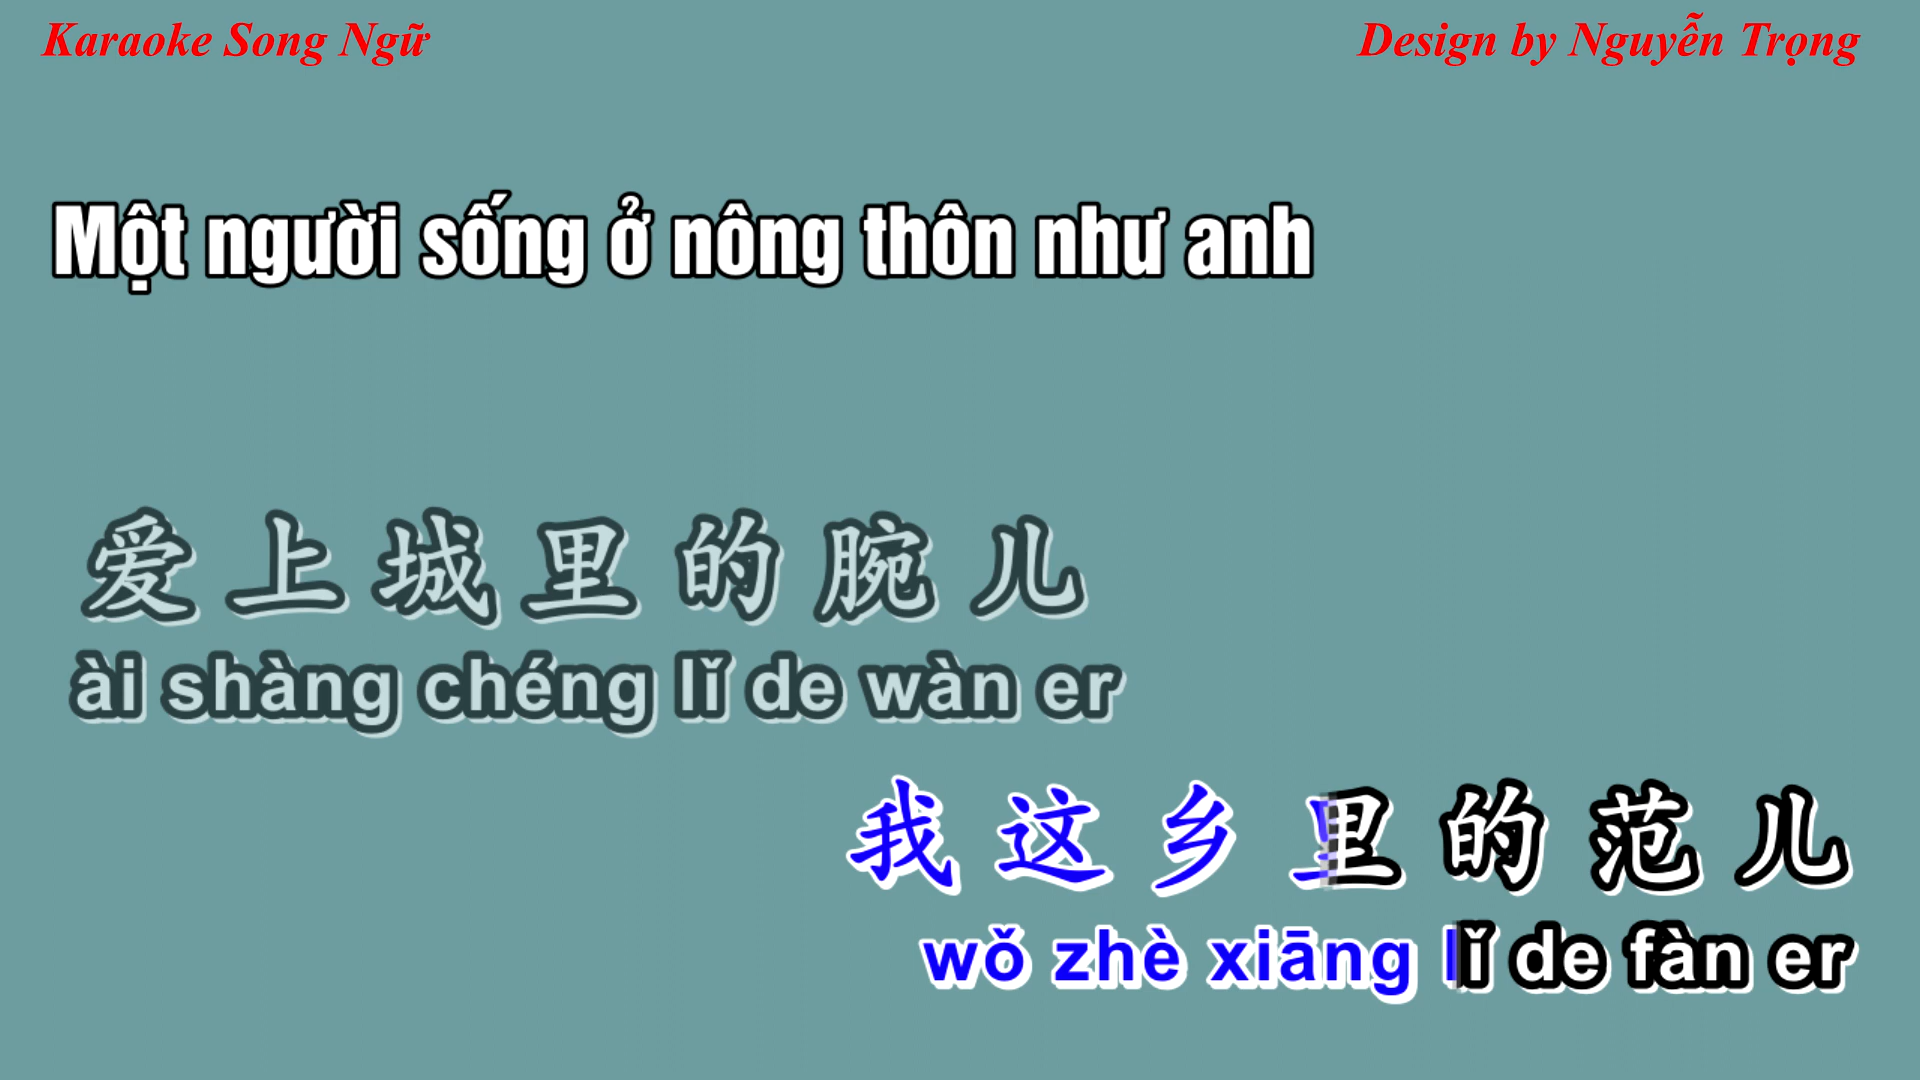 Karaoke Song Ngữ
Design by Nguyễn Trọng
Một người sống ở nông thôn như anh
爱上城里的腕儿
ài shàng chéng lǐ de wàn er
我这乡里的范儿
wǒ zhè xiāng lǐ de fàn er